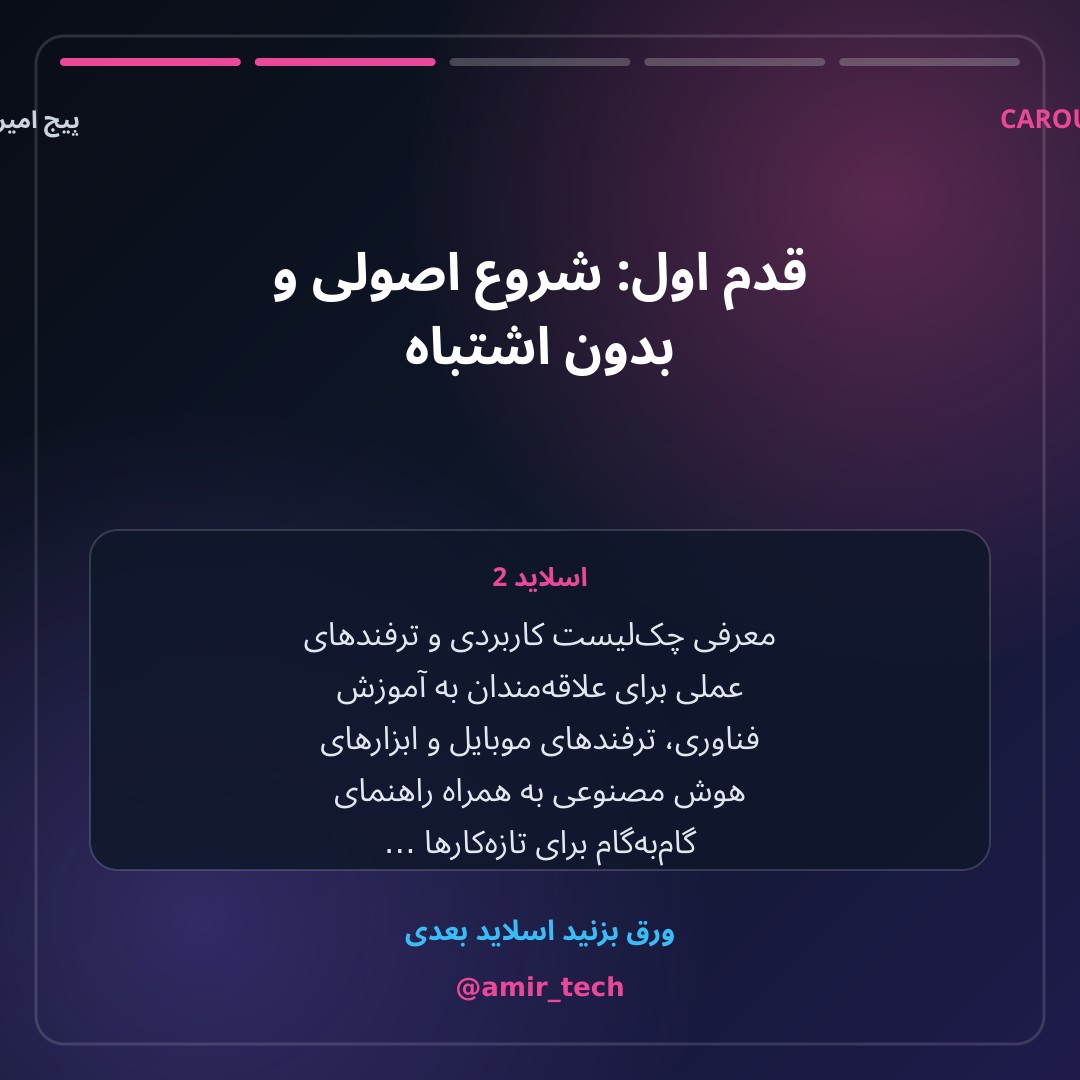 پیج امیر
CAROU
قدم اول: شروع اصولی و
بدون اشتباه
اسلاید 2
معرفی چک‌لیست کاربردی و ترفندهای
عملی برای علاقه‌مندان به آموزش
فناوری، ترفندهای موبایل و ابزارهای
هوش مصنوعی به همراه راهنمای
گام‌به‌گام برای تازه‌کارها ...
ورق بزنید اسلاید بعدی
@amir_tech